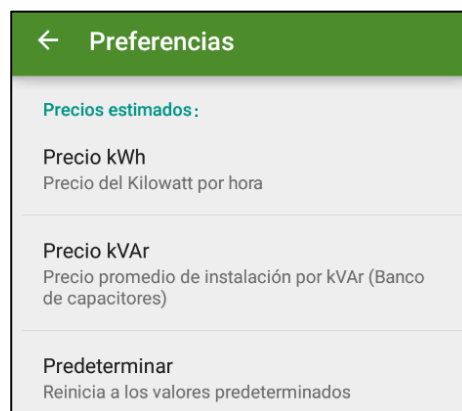 Preferencias
Precios estimados:
Precio kWh
Precio del Kilowatt por hora
Precio kVAr
Precio promedio de instalación por kVAr (Banco
de capacitores)
Predeterminar
Reinicia a los valores predeterminados